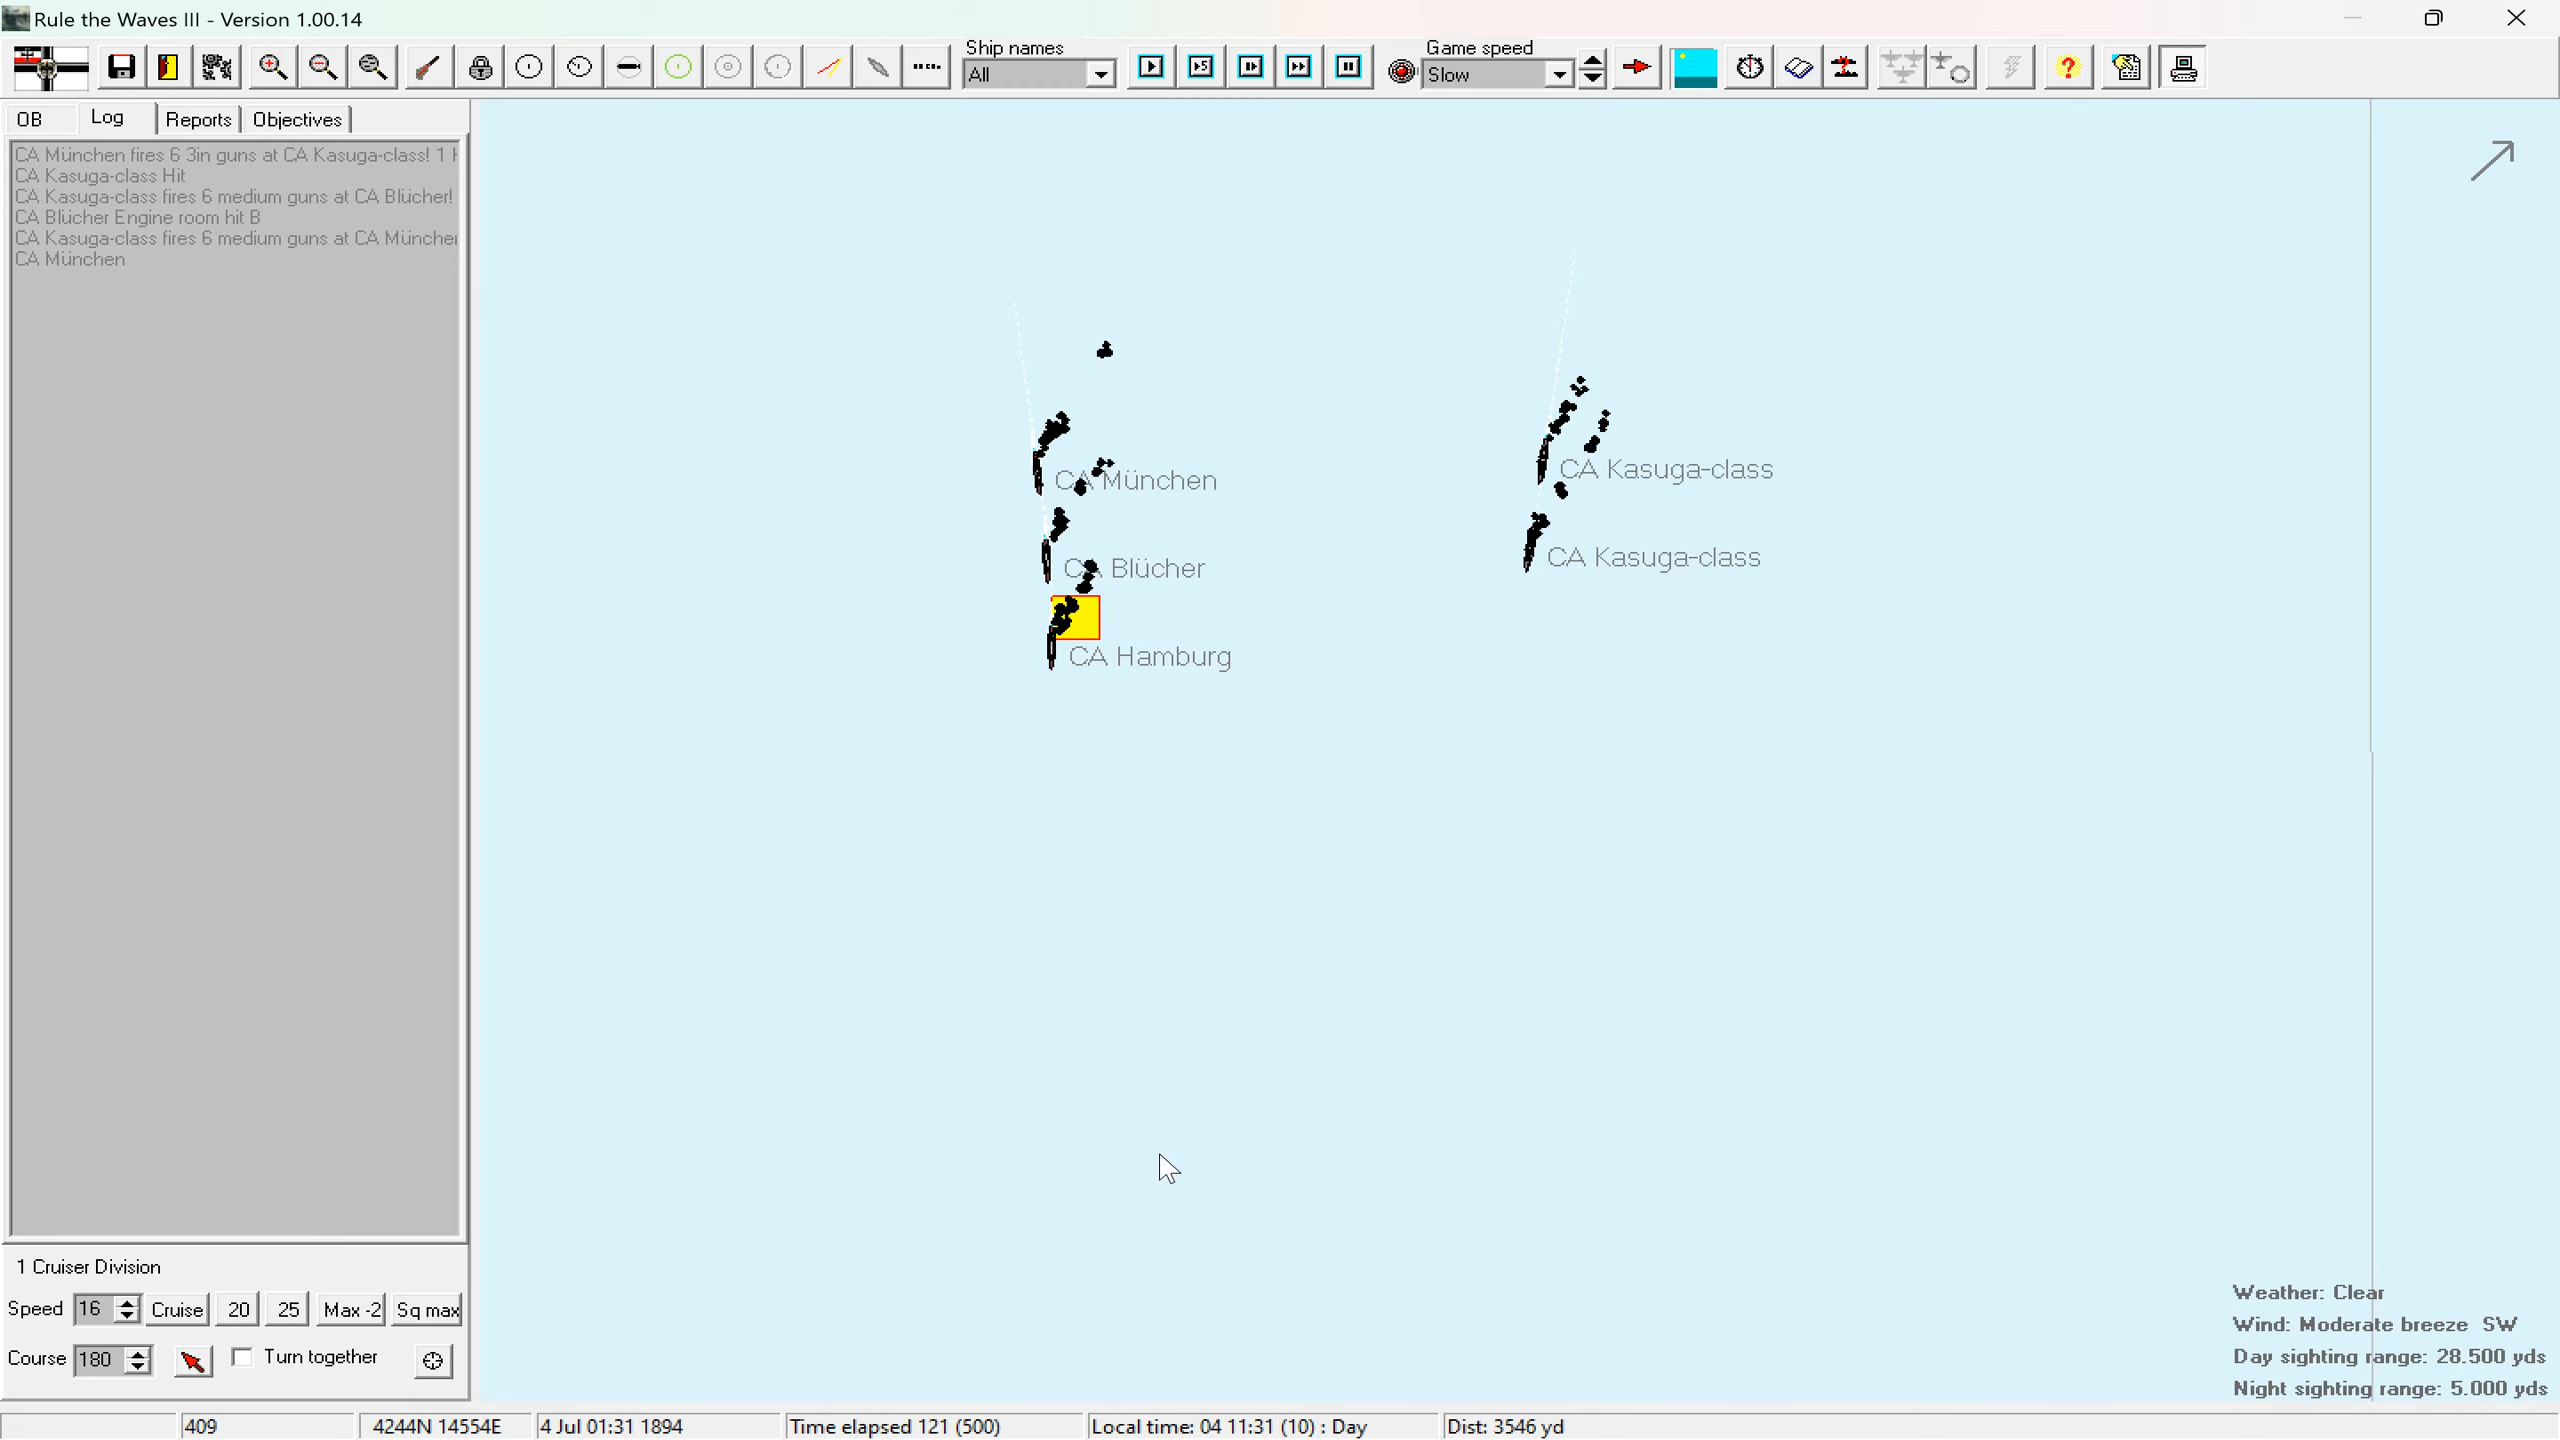 Rule the Waves III - Version 1.00.14
Ship names
All
5
Game speed
Slow
OB
Log
Reports
Objectives
CA München fires 6 3in guns at CA Kasuga-class! 1
CA Kasuga-class Hit
CA Kasuga-class fires 6 medium guns at CA Blücher!
CA Blücher Engine room hit B
CA Kasuga-class fires 6 medium guns at CA München
CA München
CA München
CA Kasuga-class
CA Blücher
CA Kasuga-class
CA Hamburg
1 Cruiser Division
Speed 16 Cruise 20 25 Max -2 Sq max
Course 180 Turn together
Weather: Clear
Wind: Moderate breeze SW
Day sighting range: 28.500 yds
Night sighting range: 5.000 yds
409 4244N 14554E 4 Jul 01:31 1894 Time elapsed 121 (500) Local time: 04 11:31 (10) : Day Dist: 3546 yd